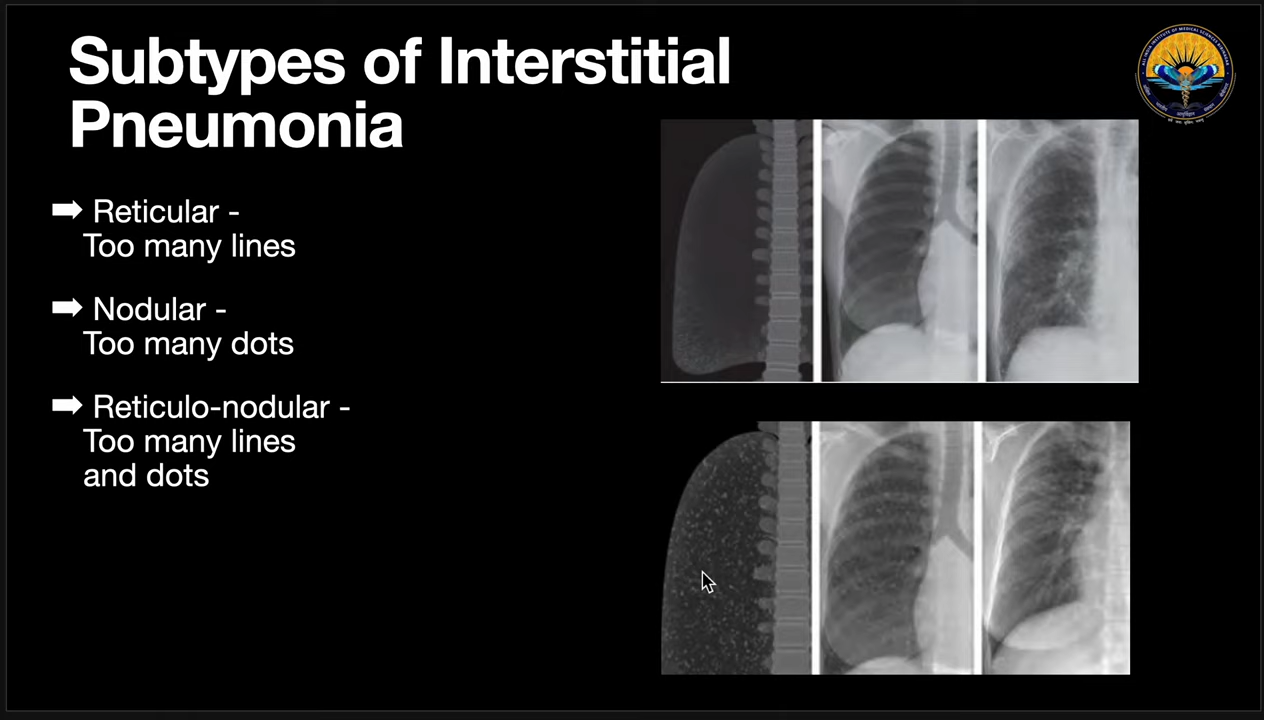 Subtypes of Interstitial
Pneumonia
➡ Reticular -
Too many lines
➡ Nodular -
Too many dots
➡ Reticulo-nodular -
Too many lines
and dots